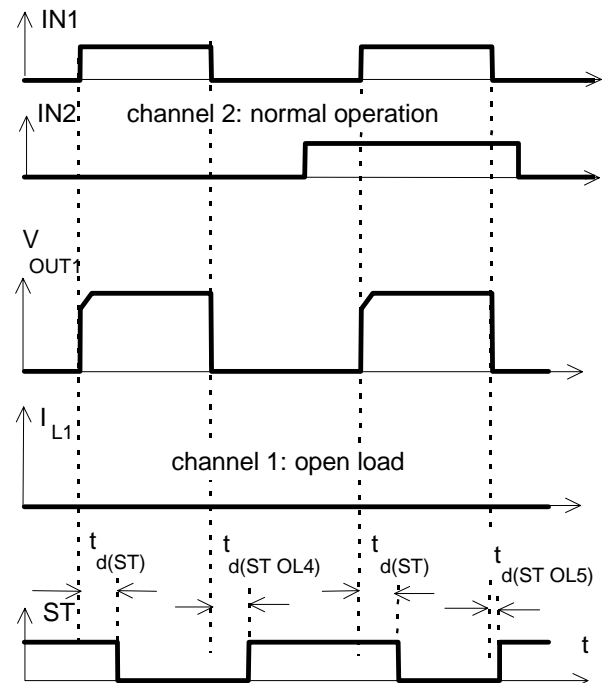 IN1
IN2
channel 2: normal operation
V
OUT1
I
L1
channel 1: open load
t
d(ST)
t
d(ST OL4)
t
d(ST)
t
d(ST OL5)
ST
t